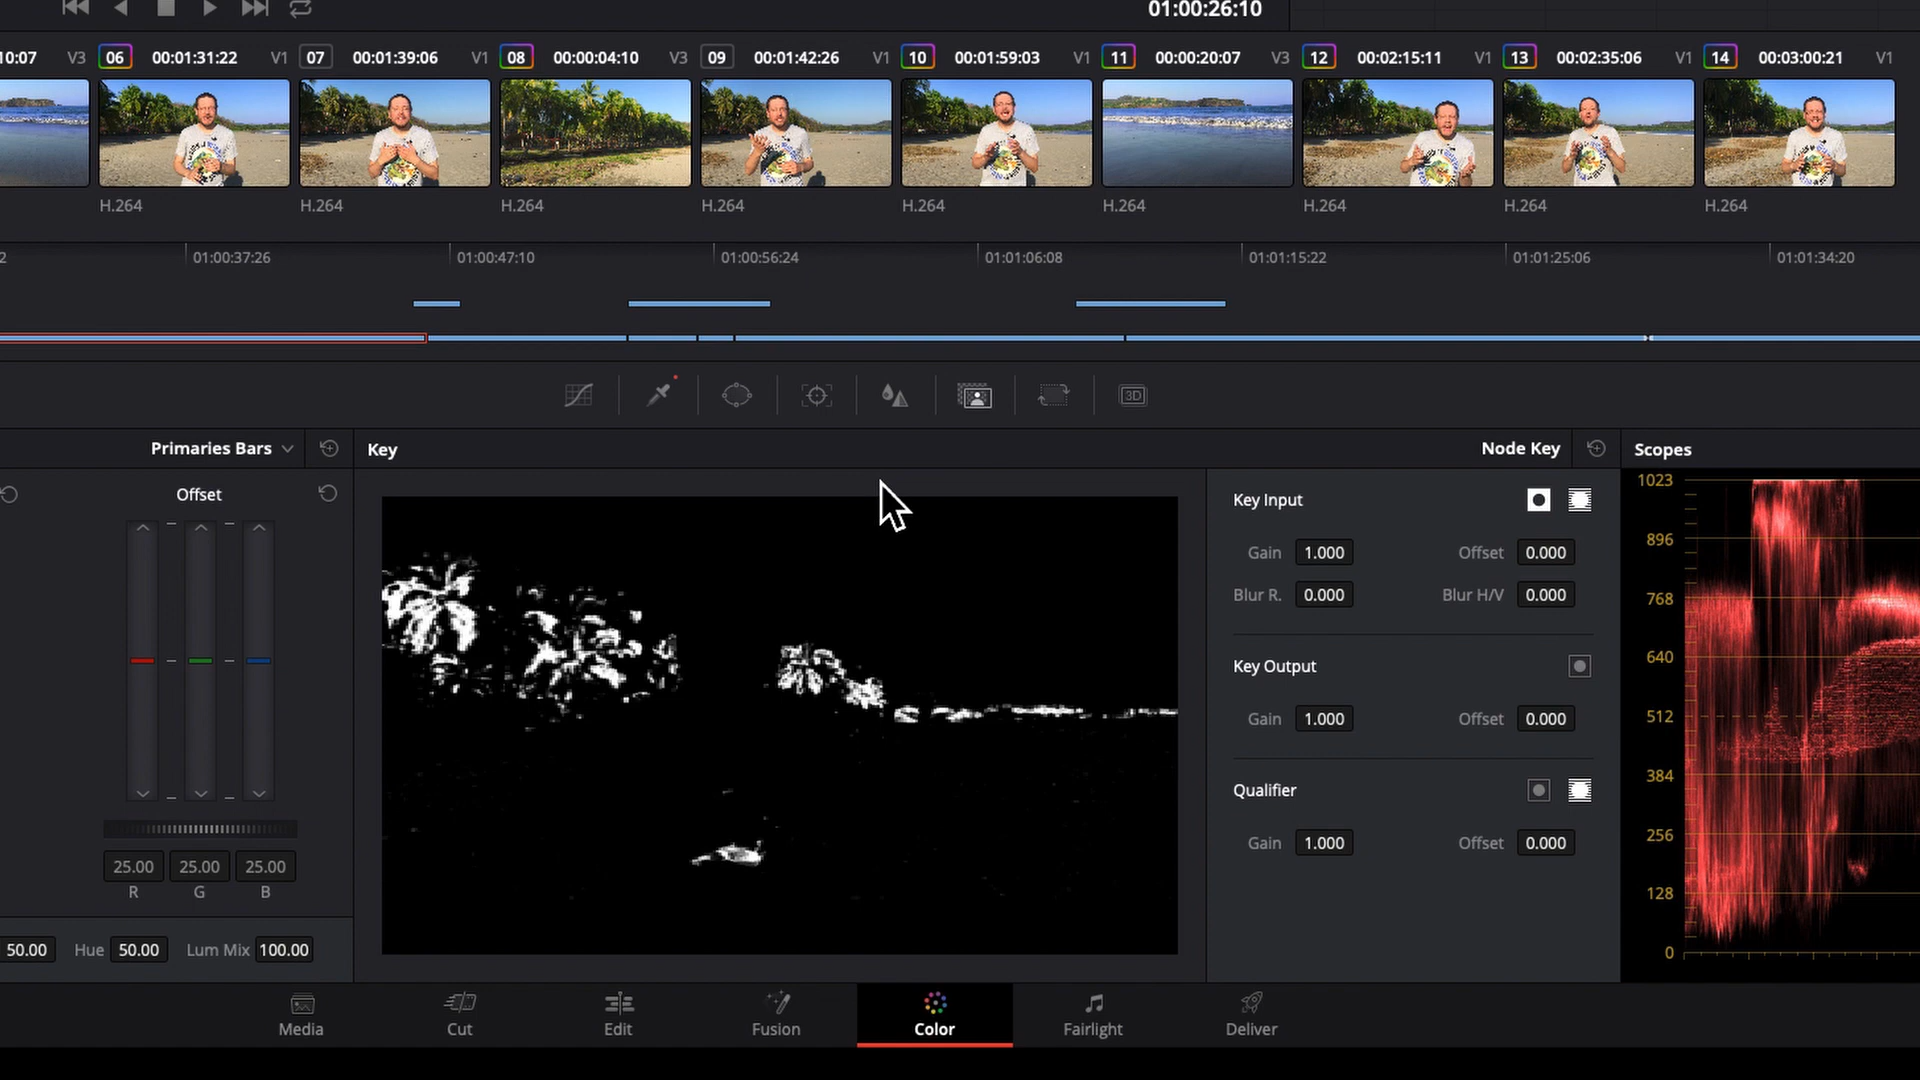 01:00:26:10
10:07 V3 06 00:01:31:22 V1 07 00:01:39:06 V1 08 00:00:04:10 V3 09 00:01:42:26 V1 10 00:01:59:03 V1 11 00:00:20:07 V3 12 00:02:15:11 V1 13 00:02:35:06 V1 14 00:03:00:21 V1
H.264 H.264 H.264 H.264 H.264 H.264 H.264 H.264 H.264
2 01:00:37:26 01:00:47:10 01:00:56:24 01:01:06:08 01:01:15:22 01:01:25:06 01:01:34:20
3D
Primaries Bars Key Node Key Scopes
Offset
25.00 25.00 25.00
R G B
50.00 Hue 50.00 Lum Mix 100.00
Key Input
Gain 1.000 Offset 0.000
Blur R. 0.000 Blur H/V 0.000
Key Output
Gain 1.000 Offset 0.000
Qualifier
Gain 1.000 Offset 0.000
1023
896
768
640
512
384
256
128
0
Media Cut Edit Fusion Color Fairlight Deliver